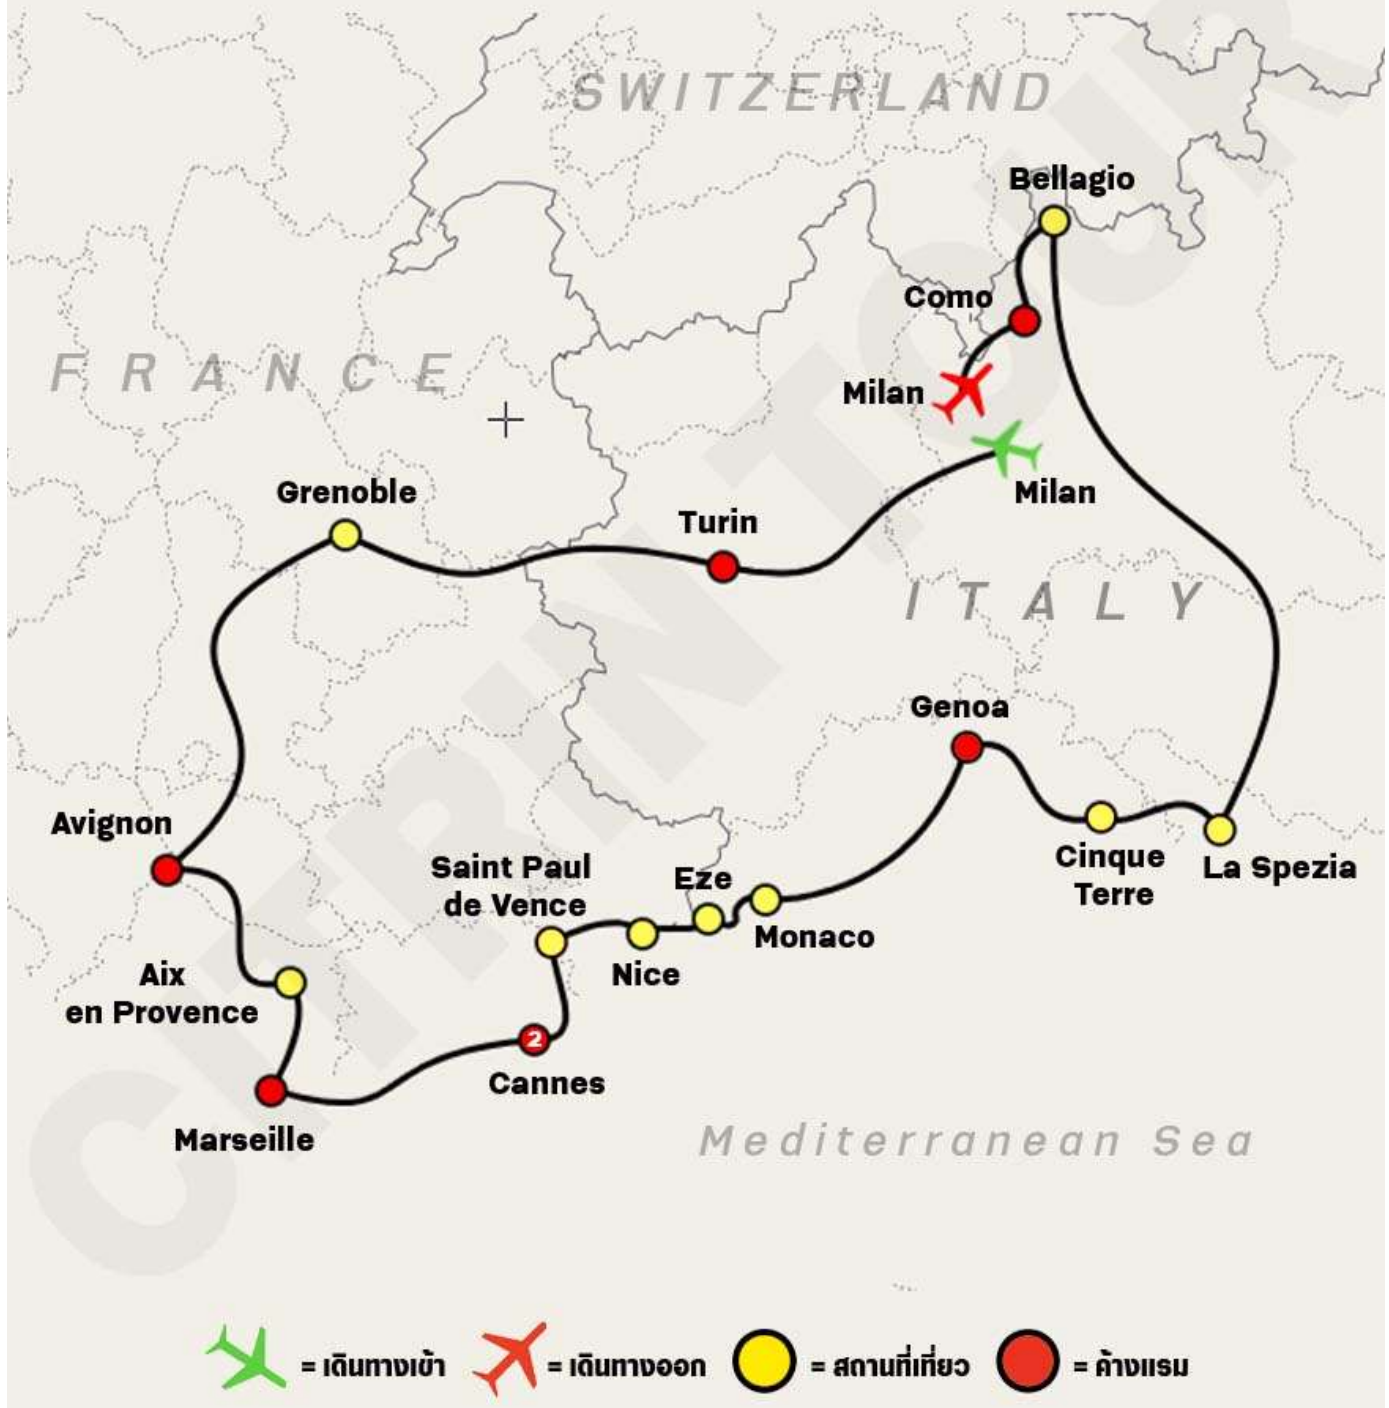 SWITZERLAND
Bellagio
Como
FRANCE
Milan
Grenoble
Milan
Turin
ITALY
Genoa
Avignon
Saint Paul
de Vence
Eze
Cinque
Terre
La Spezia
Monaco
Aix
en Provence
Nice
2
Cannes
Marseille
Mediterranean Sea
CITRIN TOUR
= เดินทางเข้า
= เดินทางออก
= สถานที่เที่ยว
= ค้างแรม